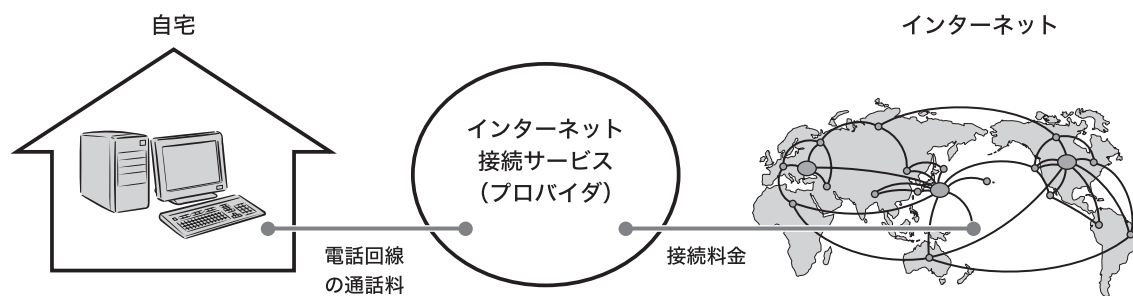 自宅
インターネット
インターネット
接続サービス
（プロバイダ）
電話回線
の通話料
接続料金